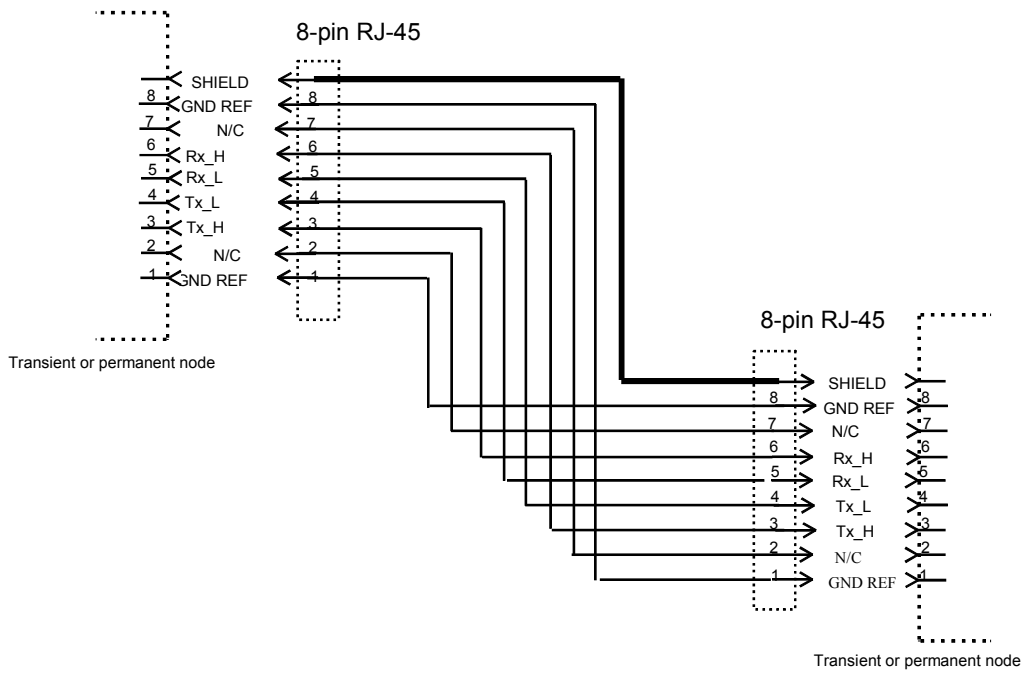 8-pin RJ-45
SHIELD
8 GND REF 8
7 N/C 7
6 Rx_H 6
5 Rx_L 5
4 Tx_L 4
3 Tx_H 3
2 N/C 2
1 GND REF 1
Transient or permanent node
8-pin RJ-45
SHIELD
8 GND REF 8
7 N/C 7
6 Rx_H 6
5 Rx_L 5
4 Tx_L 4
3 Tx_H 3
2 N/C 2
1 GND REF 1
Transient or permanent node